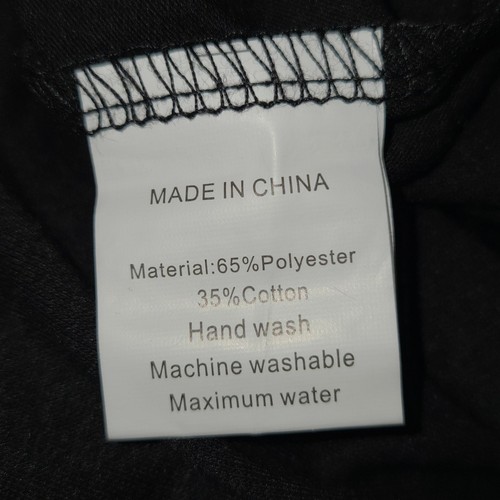 MADE IN CHINA
Material:65%Polyester
35%Cotton
Hand wash
Machine washable
Maximum water